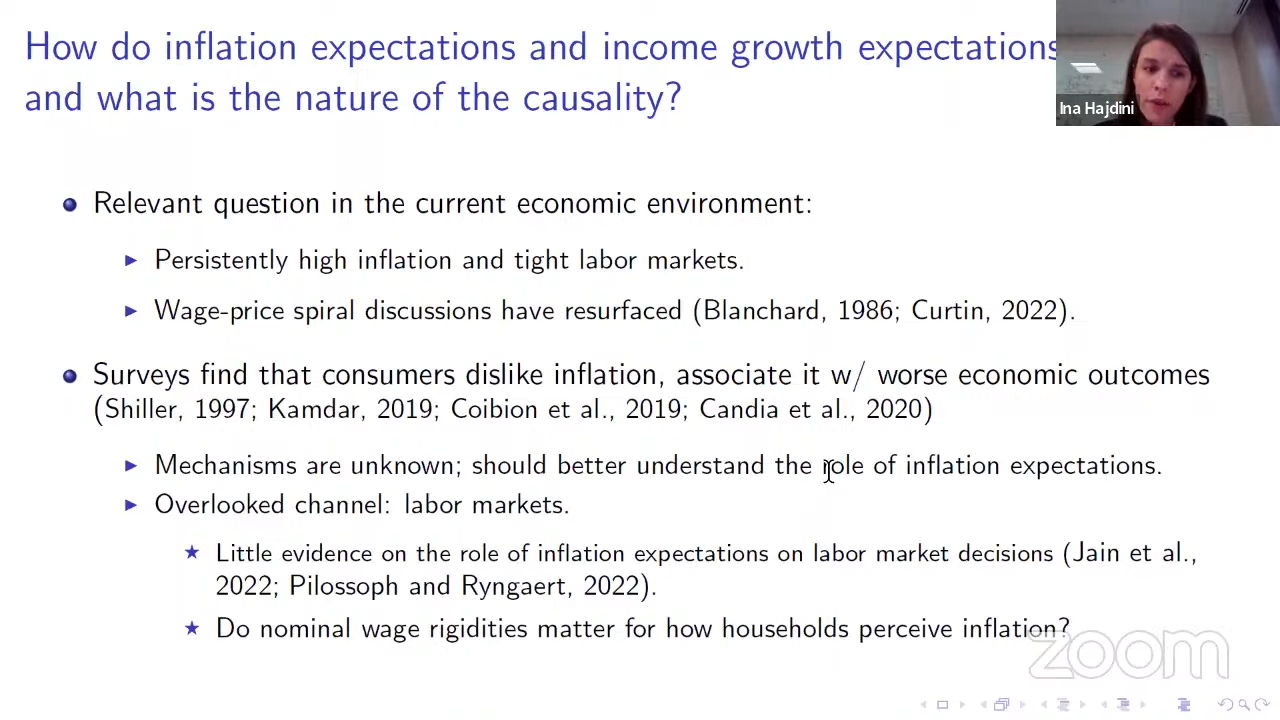 How do inflation expectations and income growth expectations
and what is the nature of the causality?
Ina Hajdini
Relevant question in the current economic environment:
Persistently high inflation and tight labor markets.
Wage-price spiral discussions have resurfaced (Blanchard, 1986; Curtin, 2022).
Surveys find that consumers dislike inflation, associate it w/ worse economic outcomes
(Shiller, 1997; Kamdar, 2019; Coibion et al., 2019; Candia et al., 2020)
Mechanisms are unknown; should better understand the role of inflation expectations.
Overlooked channel: labor markets.
Little evidence on the role of inflation expectations on labor market decisions (Jain et al.,
2022; Pilossoph and Ryngaert, 2022).
Do nominal wage rigidities matter for how households perceive inflation?
zoom